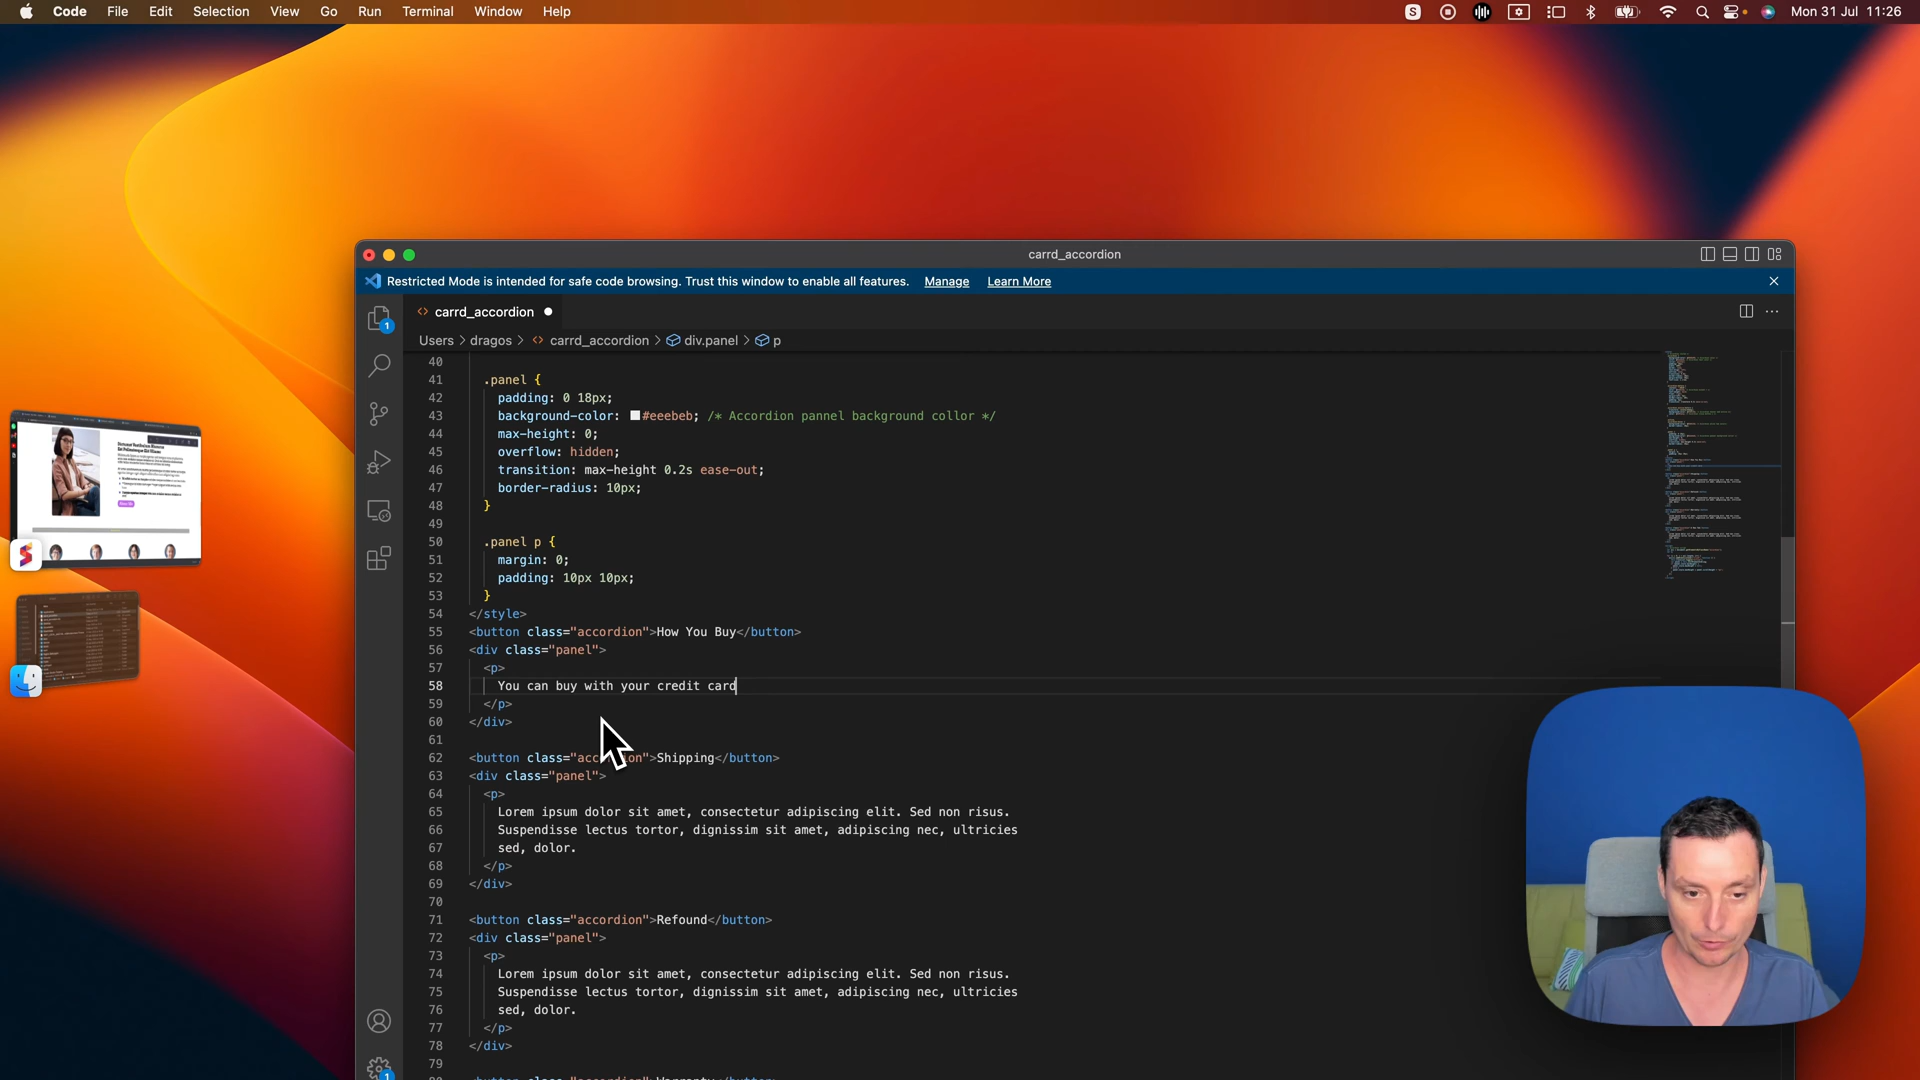 Code File Edit Selection View Go Run Terminal Window Help
S
Mon 31 Jul 11:26
carrd_accordion
Restricted Mode is intended for safe code browsing. Trust this window to enable all features. Manage Learn More
1
carrd_accordion
Users > dragos > carrd_accordion > div.panel > p
40
41 .panel {
42 padding: 0 18px;
43 background-color: #eeebeb; /* Accordion pannel background collor */
44 max-height: 0;
45 overflow: hidden;
46 transition: max-height 0.2s ease-out;
47 border-radius: 10px;
48 }
49
50 .panel p {
51 margin: 0;
52 padding: 10px 10px;
53 }
54 </style>
55 <button class="accordion">How You Buy</button>
56 <div class="panel">
57 <p>
58 You can buy with your credit card
59 </p>
60 </div>
61
62 <button class="accordion">Shipping</button>
63 <div class="panel">
64 <p>
65 Lorem ipsum dolor sit amet, consectetur adipiscing elit. Sed non risus.
66 Suspendisse lectus tortor, dignissim sit amet, adipiscing nec, ultricies
67 sed, dolor.
68 </p>
69 </div>
70
71 <button class="accordion">Refound</button>
72 <div class="panel">
73 <p>
74 Lorem ipsum dolor sit amet, consectetur adipiscing elit. Sed non risus.
75 Suspendisse lectus tortor, dignissim sit amet, adipiscing nec, ultricies
76 sed, dolor.
77 </p>
78 </div>
79
1